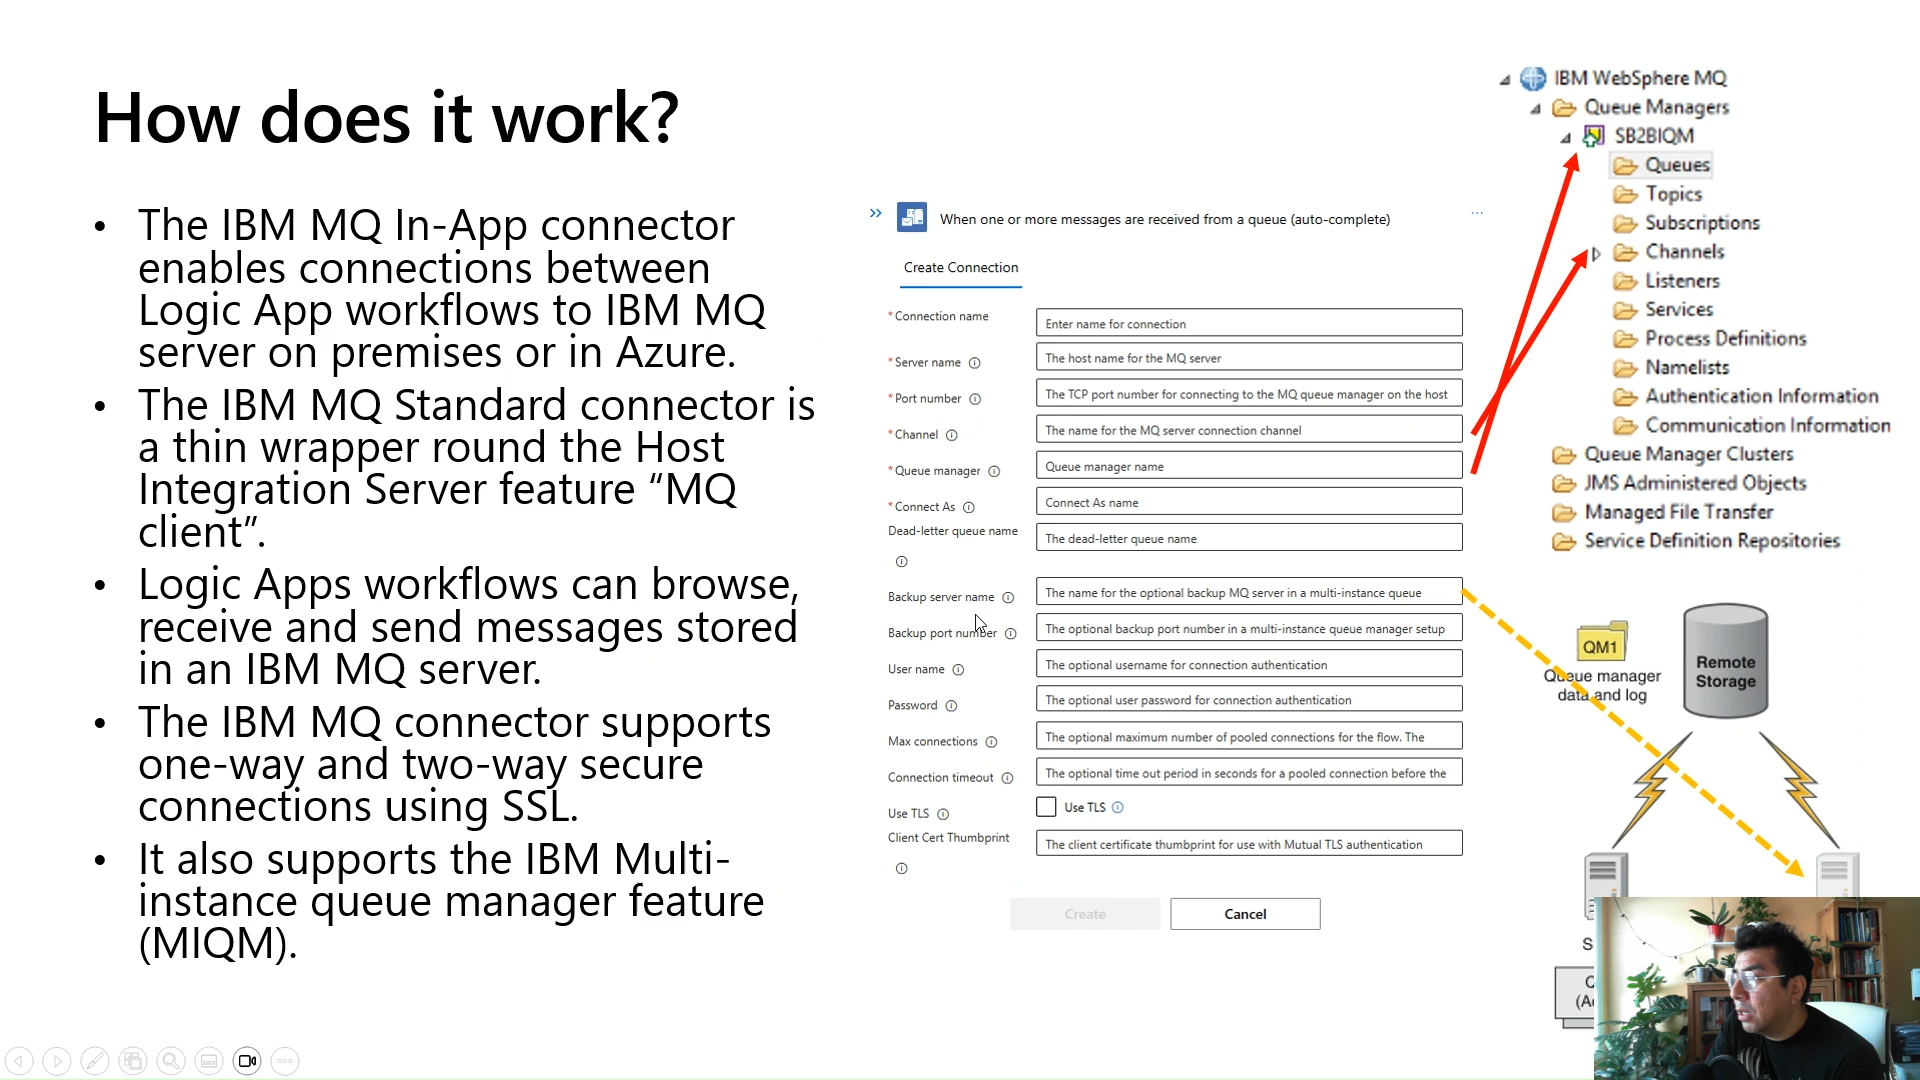 How does it work?
• The IBM MQ In-App connector
enables connections between
Logic App workflows to IBM MQ
server on premises or in Azure.
• The IBM MQ Standard connector is
a thin wrapper round the Host
Integration Server feature “MQ
client”.
• Logic Apps workflows can browse,
receive and send messages stored
in an IBM MQ server.
• The IBM MQ connector supports
one-way and two-way secure
connections using SSL.
• It also supports the IBM Multi-
instance queue manager feature
(MIQM).
When one or more messages are received from a queue (auto-complete)
Create Connection
* Connection name
Enter name for connection
* Server name
The host name for the MQ server
* Port number
The TCP port number for connecting to the MQ queue manager on the host
* Channel
The name for the MQ server connection channel
* Queue manager
Queue manager name
* Connect As
Connect As name
Dead-letter queue name
The dead-letter queue name
Backup server name
The name for the optional backup MQ server in a multi-instance queue
Backup port number
The optional backup port number in a multi-instance queue manager setup
User name
The optional username for connection authentication
Password
The optional user password for connection authentication
Max connections
The optional maximum number of pooled connections for the flow. The
Connection timeout
The optional time out period in seconds for a pooled connection before the
Use TLS
Use TLS
Client Cert Thumbprint
The client certificate thumbprint for use with Mutual TLS authentication
Create
Cancel
IBM WebSphere MQ
Queue Managers
SB2BIQM
Queues
Topics
Subscriptions
Channels
Listeners
Services
Process Definitions
Namelists
Authentication Information
Communication Information
Queue Manager Clusters
JMS Administered Objects
Managed File Transfer
Service Definition Repositories
QM1
Queue manager
data and log
Remote
Storage